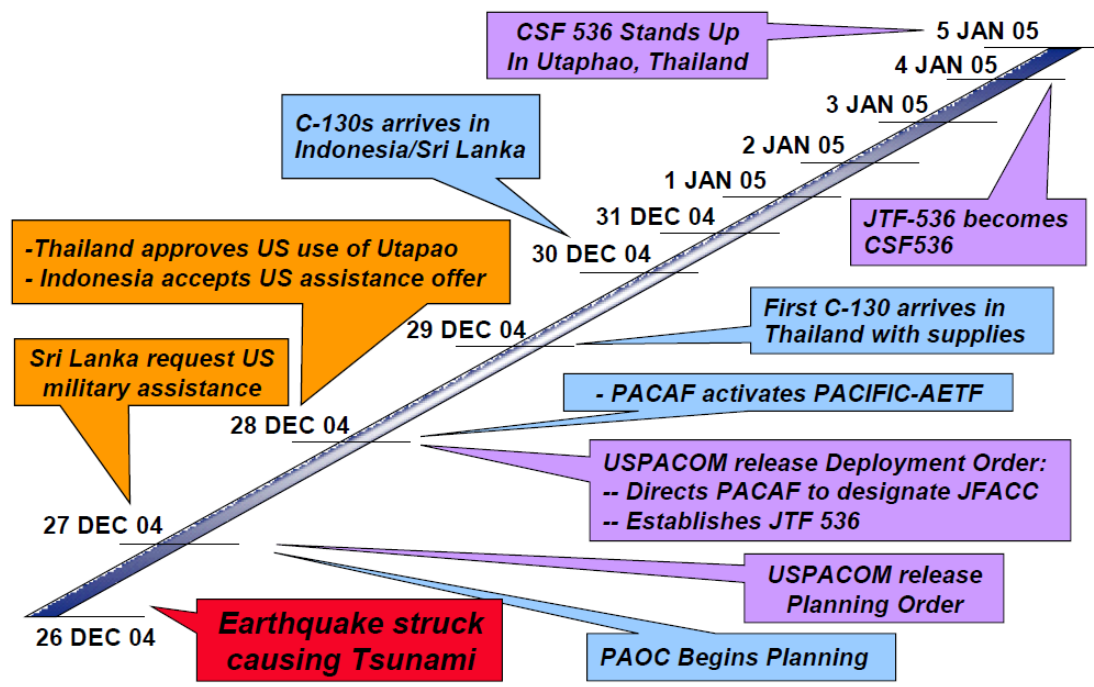 CSF 536 Stands Up
In Utaphao, Thailand
5 JAN 05
4 JAN 05
3 JAN 05
2 JAN 05
1 JAN 05
31 DEC 04
30 DEC 04
29 DEC 04
28 DEC 04
27 DEC 04
26 DEC 04
C-130s arrives in
Indonesia/Sri Lanka
JTF-536 becomes
CSF536
-Thailand approves US use of Utapao
- Indonesia accepts US assistance offer
First C-130 arrives in
Thailand with supplies
Sri Lanka request US
military assistance
- PACAF activates PACIFIC-AETF
USPACOM release Deployment Order:
-- Directs PACAF to designate JFACC
-- Establishes JTF 536
USPACOM release
Planning Order
Earthquake struck
causing Tsunami
PAOC Begins Planning